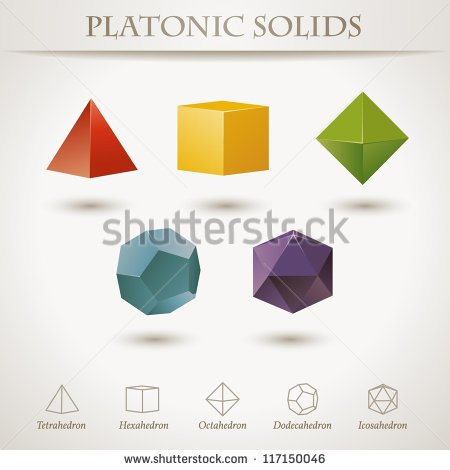 PLATONIC SOLIDS
shutterstock
Tetrahedron Hexahedron Octahedron Dodecahedron Icosahedron
www.shutterstock.com · 117150046